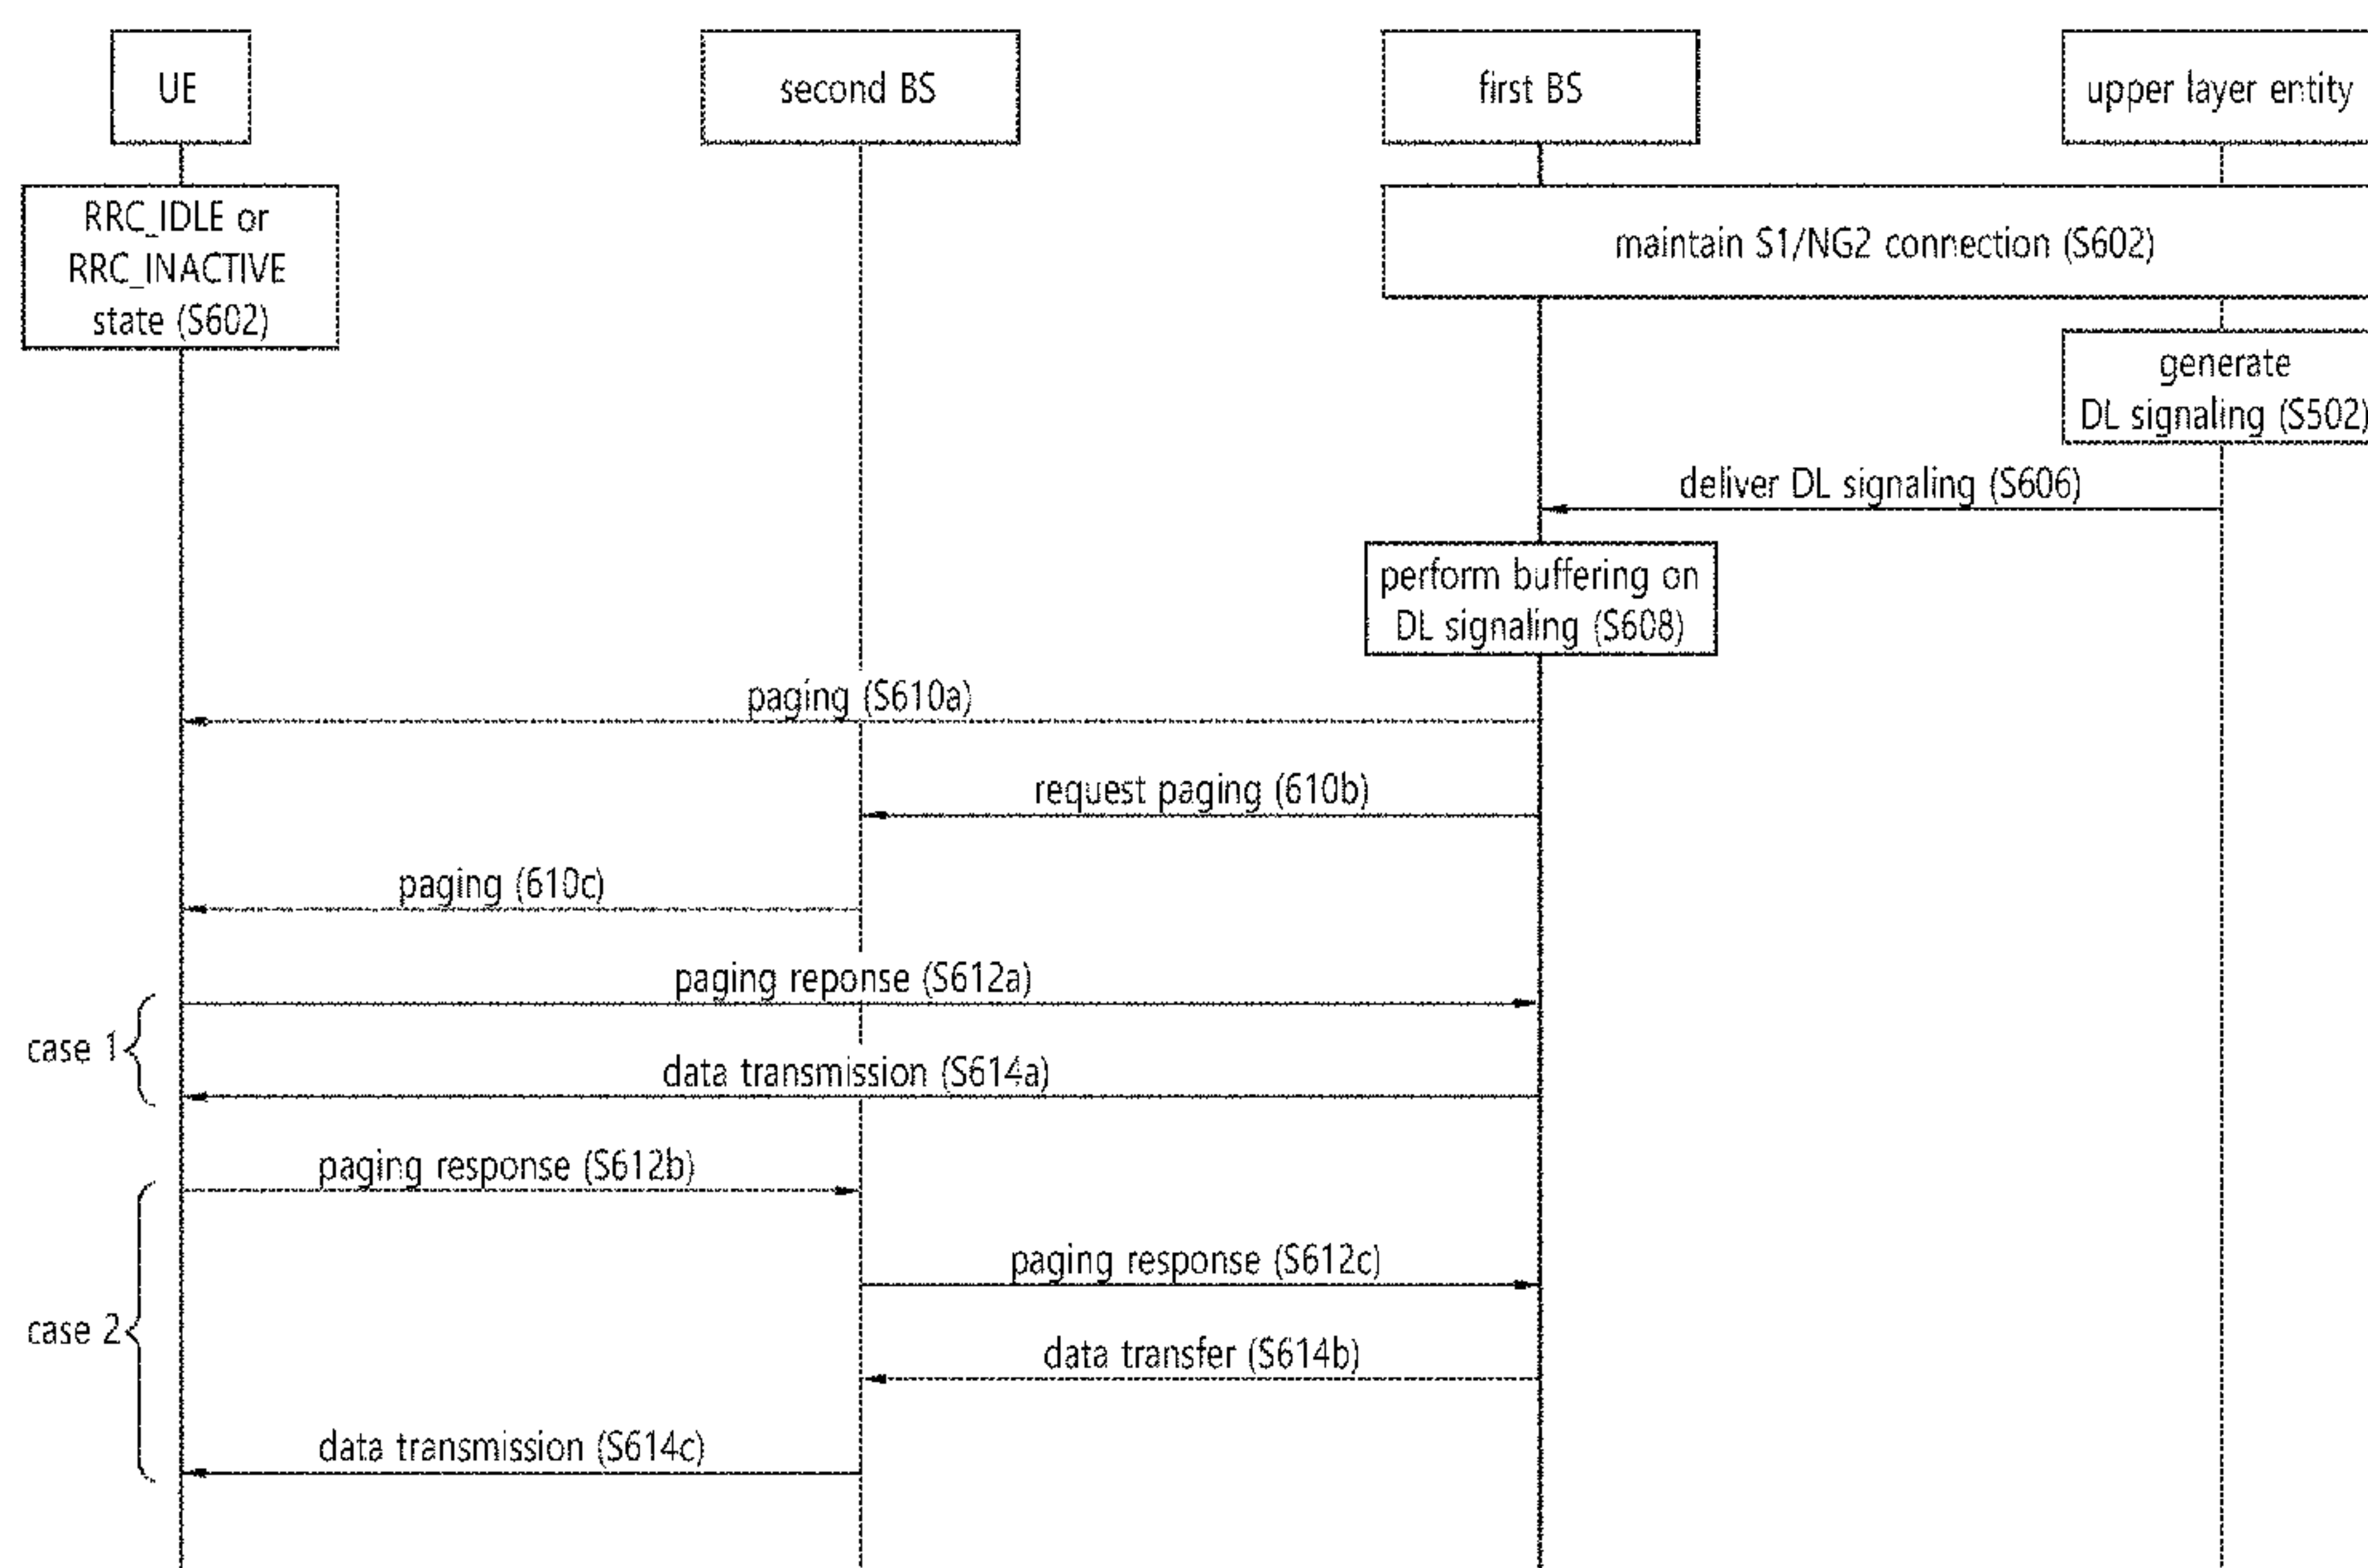 UE
second BS
first BS
upper layer entity
RRC_IDLE or
RRC_INACTIVE
state (S602)
maintain S1/NG2 connection (S602)
generate
DL signaling (S502)
deliver DL signaling (S606)
perform buffering on
DL signaling (S608)
paging (S610a)
request paging (610b)
paging (610c)
paging reponse (S612a)
case 1
data transmission (S614a)
paging response (S612b)
paging response (S612c)
case 2
data transfer (S614b)
data transmission (S614c)